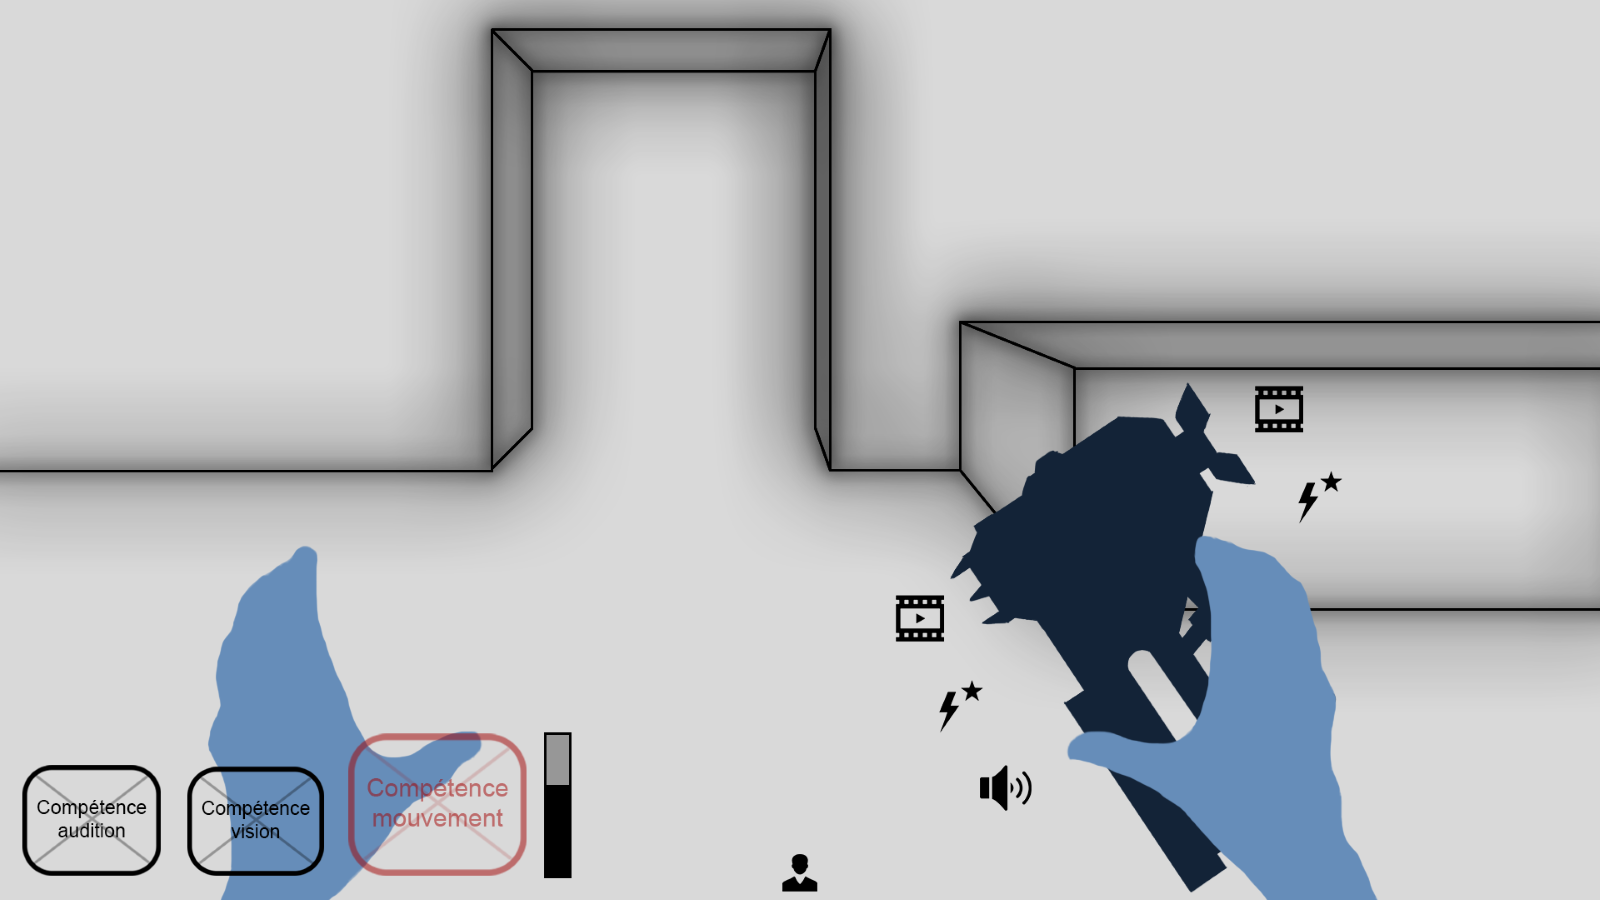 Compétence
audition
Compétence
vision
Compétence
mouvement